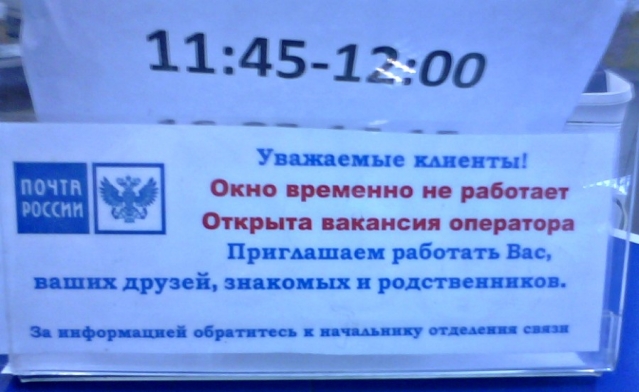 11:45-12:00
ПОЧТА
РОССИИ
Уважаемые клиенты!
Окно временно не работает
Открыта вакансия оператора
Приглашаем работать Вас,
ваших друзей, знакомых и родственников.
За информацией обратитесь к начальнику отделения связи